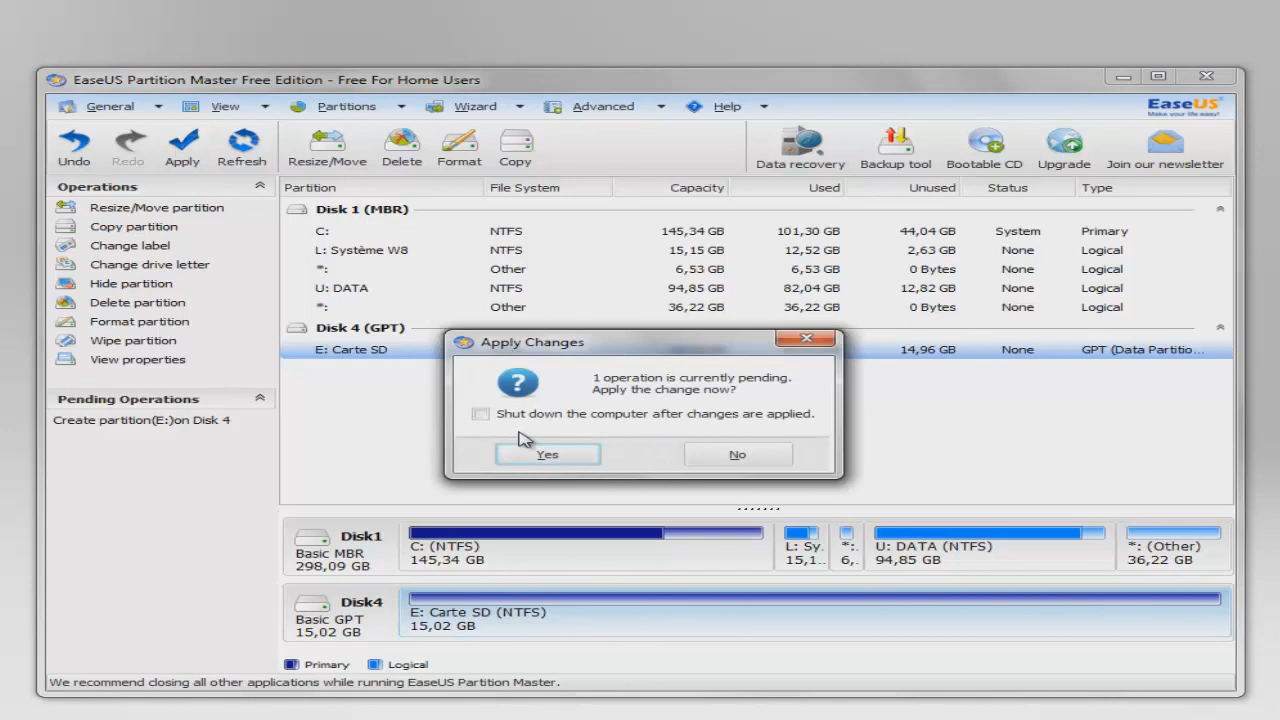 EaseUS Partition Master Free Edition - Free For Home Users
General View Partitions Wizard Advanced Help
EaseUS
Make your life easy!
Undo Redo Apply Refresh Resize/Move Delete Format Copy Data recovery Backup tool Bootable CD Upgrade Join our newsletter
Operations
Resize/Move partition
Copy partition
Change label
Change drive letter
Hide partition
Delete partition
Format partition
Wipe partition
View properties
Pending Operations
Create partition(E:)on Disk 4
Partition File System Capacity Used Unused Status Type
Disk 1 (MBR)
C: NTFS 145,34 GB 101,30 GB 44,04 GB System Primary
L: Système W8 NTFS 15,15 GB 12,52 GB 2,63 GB None Logical
*: Other 6,53 GB 6,53 GB 0 Bytes None Logical
U: DATA NTFS 94,85 GB 82,04 GB 12,82 GB None Logical
*: Other 36,22 GB 36,22 GB 0 Bytes None Logical
Disk 4 (GPT)
E: Carte SD 14,96 GB None GPT (Data Partitio...
Apply Changes
1 operation is currently pending.
Apply the change now?
Shut down the computer after changes are applied.
Yes No
Disk1
Basic MBR
298,09 GB
C: (NTFS)
145,34 GB
L: Sy.
15,1..
*:
6,.
U: DATA (NTFS)
94,85 GB
*: (Other)
36,22 GB
Disk4
Basic GPT
15,02 GB
E: Carte SD (NTFS)
15,02 GB
Primary Logical
We recommend closing all other applications while running EaseUS Partition Master.